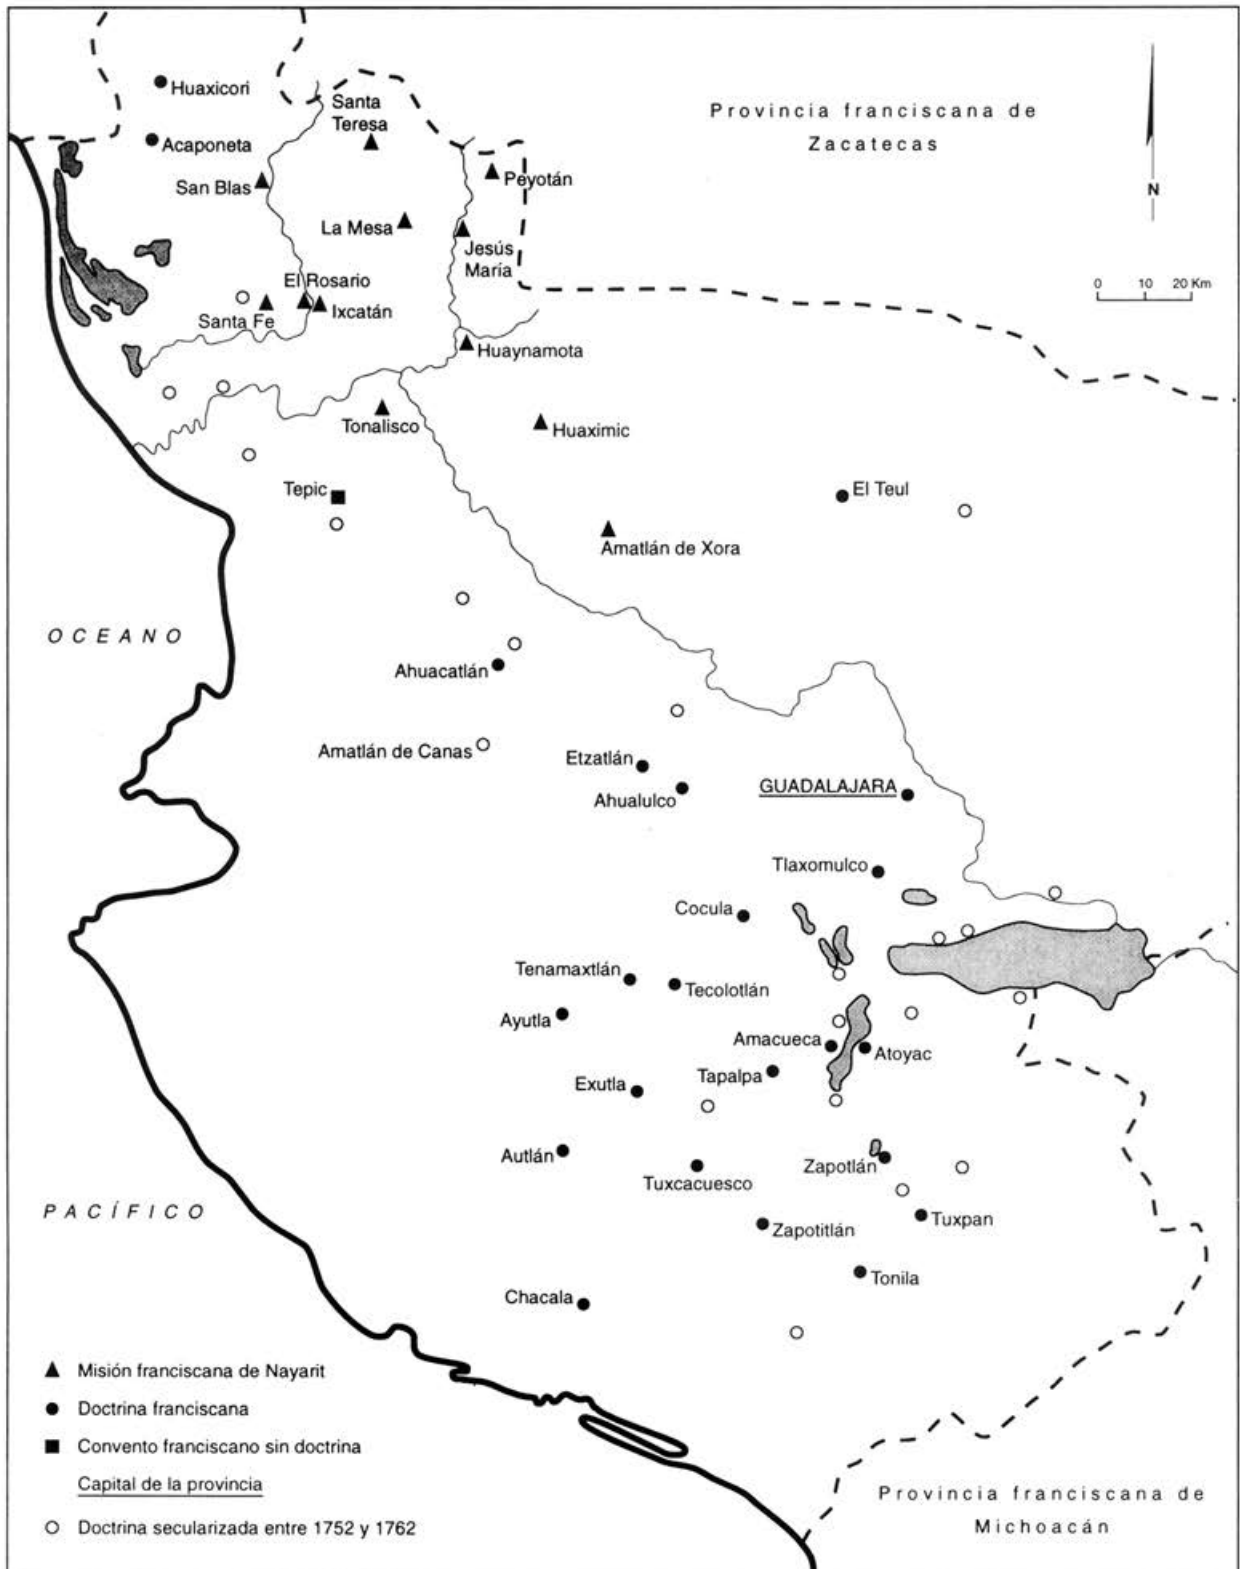 Huaxicori
Santa
Teresa
Provincia franciscana de
Zacatecas
Acaponeta
San Blas
Peyotán
N
La Mesa
Jesús
María
El Rosario
0 10 20 Km
Santa Fe
Ixcatán
Huaynamota
Tonalisco
Huaximic
Tepic
El Teul
Amatlán de Xora
OCEANO
Ahuacatlán
Amatlán de Canas
Etzatlán
Ahualulco
GUADALAJARA
Tlaxomulco
Cocula
Tenamaxtlán
Tecolotlán
Ayutla
Amacueca
Atoyac
Tapalpa
Exutla
Autlán
Zapotlán
Tuxcacuesco
PACÍFICO
Tuxpan
Zapotitlán
Tonila
Chacala
Misión franciscana de Nayarit
Doctrina franciscana
Convento franciscano sin doctrina
Capital de la provincia
Doctrina secularizada entre 1752 y 1762
Provincia franciscana de
Michoacán